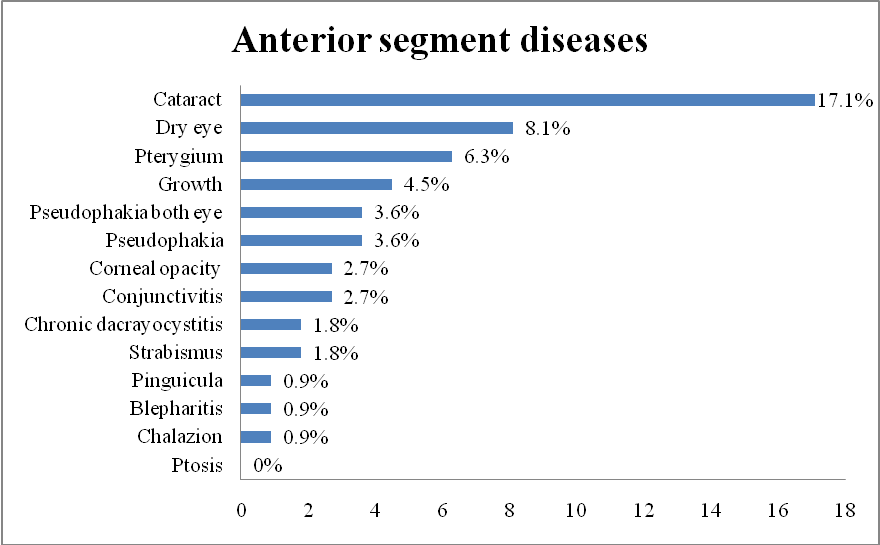 Anterior segment diseases
Cataract 17.1%
Dry eye 8.1%
Pterygium 6.3%
Growth 4.5%
Pseudophakia both eye 3.6%
Pseudophakia 3.6%
Corneal opacity 2.7%
Conjunctivitis 2.7%
Chronic dacrayocystitis 1.8%
Strabismus 1.8%
Pinguicula 0.9%
Blepharitis 0.9%
Chalazion 0.9%
Ptosis 0%
0 2 4 6 8 10 12 14 16 18